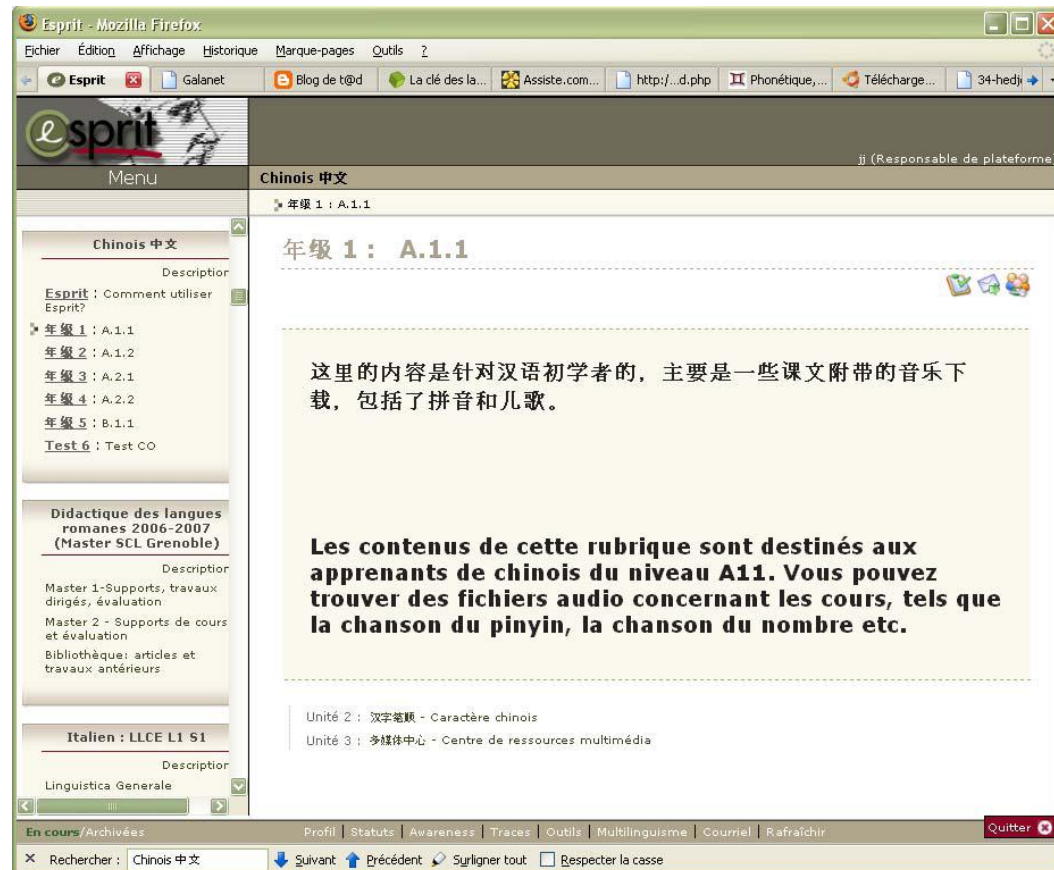 Esprit - Mozilla Firefox
Fichier Édition Affichage Historique Marque-pages Outils ?
Esprit Galanet Blog de t@d La clé des la... Assiste.com... http:/...d.php Phonétique,... Télécharge... 34-hedj
esprit
jj (Responsable de plateforme)
Menu
Chinois 中文
年级 1 : A.1.1
Chinois 中文
Description
Esprit : Comment utiliser
Esprit?
年级 1 : A.1.1
年级 2 : A.1.2
年级 3 : A.2.1
年级 4 : A.2.2
年级 5 : B.1.1
Test 6 : Test CO
Didactique des langues
romanes 2006-2007
(Master SCL Grenoble)
Description
Master 1-Supports, travaux
dirigés, évaluation
Master 2 - Supports de cours
et évaluation
Bibliothèque: articles et
travaux antérieurs
Italien : LLCE L1 S1
Description
Linguistica Generale
年级 1 : A.1.1
这里的内容是针对汉语初学者的，主要是一些课文附带的音乐下
载，包括了拼音和儿歌。
Les contenus de cette rubrique sont destinés aux
apprenants de chinois du niveau A11. Vous pouvez
trouver des fichiers audio concernant les cours, tels que
la chanson du pinyin, la chanson du nombre etc.
Unité 2 : 汉字笔顺 - Caractère chinois
Unité 3 : 多媒体中心 - Centre de ressources multimédia
En cours/Archivées
Profil | Statuts | Awareness | Traces | Outils | Multilinguisme | Courriel | Rafraîchir
Quitter
Rechercher : Chinois 中文 Suivant Précédent Surligner tout Respecter la casse